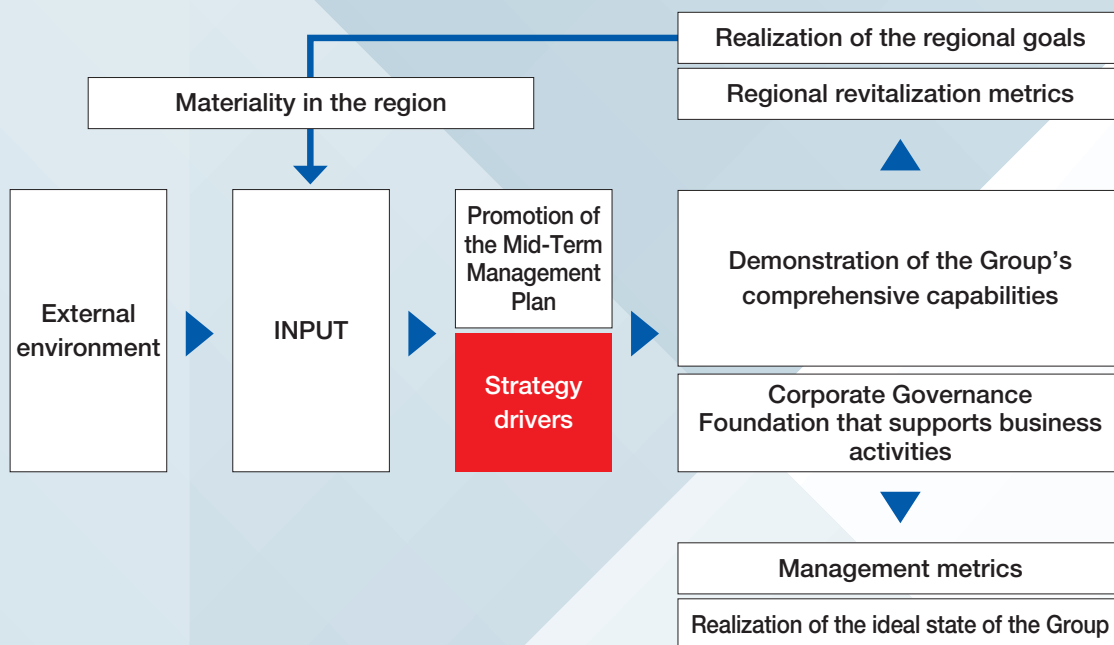 Realization of the regional goals
Regional revitalization metrics
Materiality in the region
External
environment
INPUT
Promotion of
the Mid-Term
Management
Plan
Strategy
drivers
Demonstration of the Group’s
comprehensive capabilities
Corporate Governance
Foundation that supports business
activities
Management metrics
Realization of the ideal state of the Group